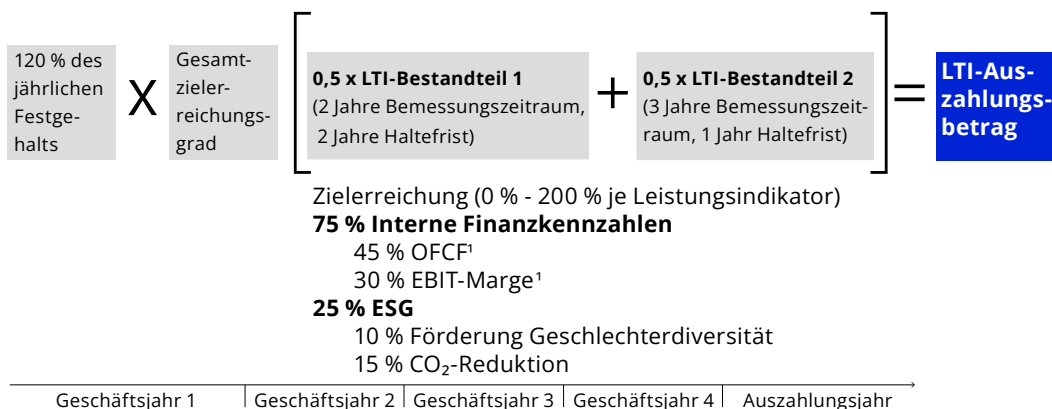 120 % des
jährlichen
Festge-
halts
X
Gesamt-
zieler-
reichungs-
grad
0,5 x LTI-Bestandteil 1
(2 Jahre Bemessungszeitraum,
2 Jahre Haltefrist)
+
0,5 x LTI-Bestandteil 2
(3 Jahre Bemessungszeit-
raum, 1 Jahr Haltefrist)
=
LTI-Aus-
zahlungs-
betrag
Zielerreichung (0 % - 200 % je Leistungsindikator)
75 % Interne Finanzkennzahlen
45 % OFCF¹
30 % EBIT-Marge¹
25 % ESG
10 % Förderung Geschlechterdiversität
15 % CO₂-Reduktion
Geschäftsjahr 1 Geschäftsjahr 2 Geschäftsjahr 3 Geschäftsjahr 4 Auszahlungsjahr